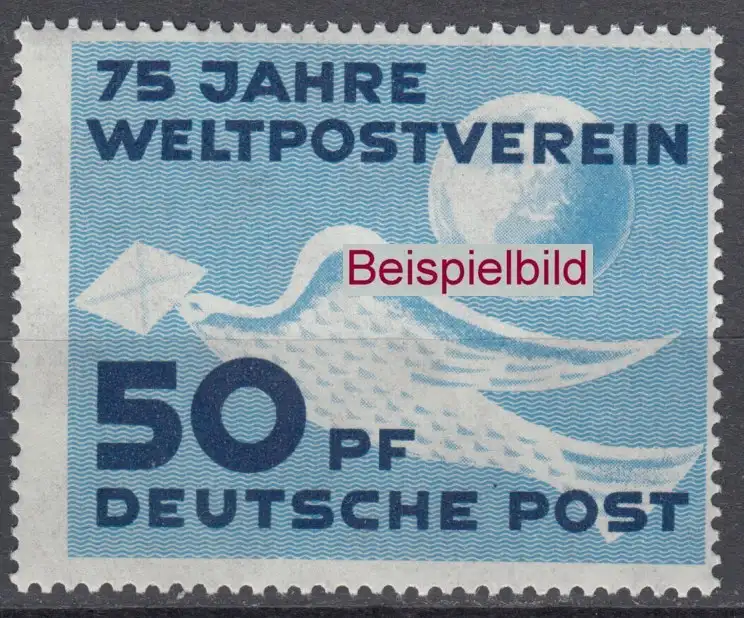 75 JAHRE
WELTPOSTVEREIN
Beispielbild
50 PF
DEUTSCHE POST